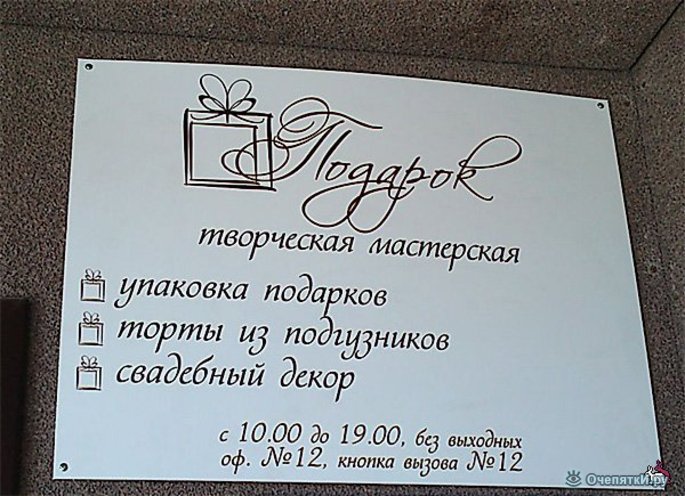 Подарок
творческая мастерская
упаковка подарков
торты из подгузников
свадебный декор
с 10.00 до 19.00, без выходных
оф. №12, кнопка вызова №12
ОчепяткИ.ру